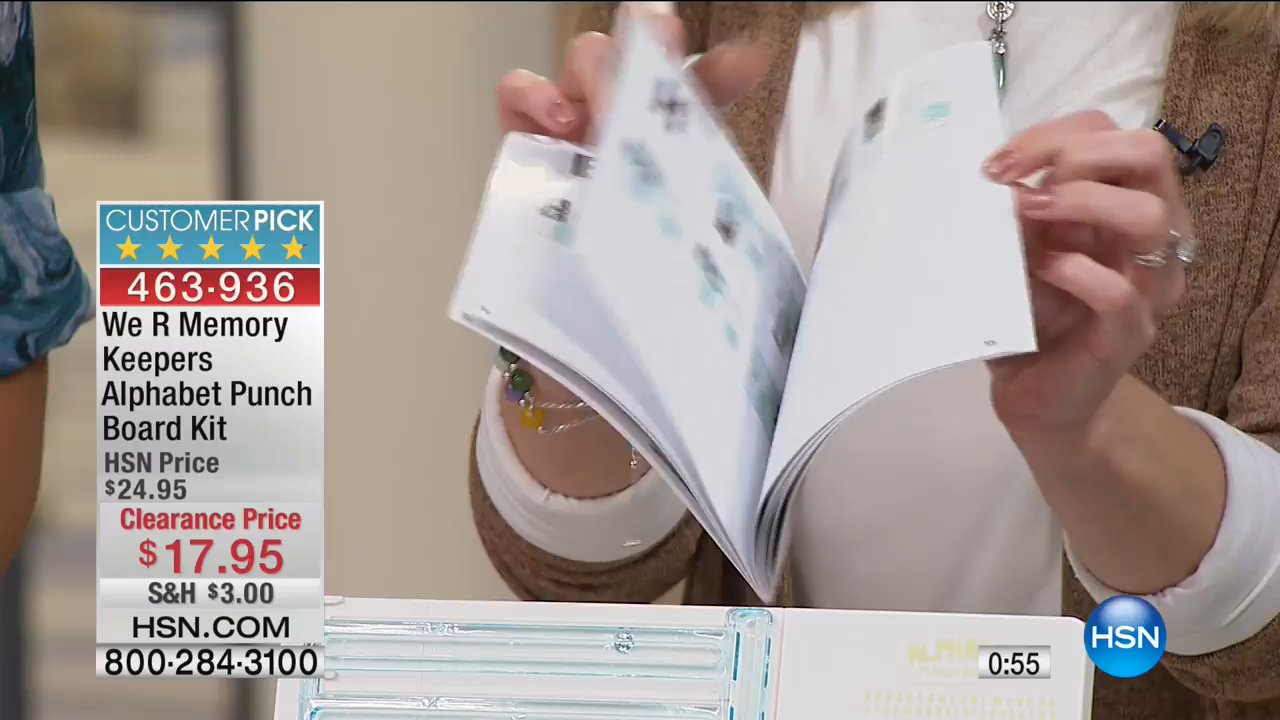 CUSTOMER PICK
463·936
We R Memory
Keepers
Alphabet Punch
Board Kit
HSN Price
$24.95
Clearance Price
$17.95
S&H $3.00
HSN.COM
800·284·3100
HSN
0:55
ALPHA